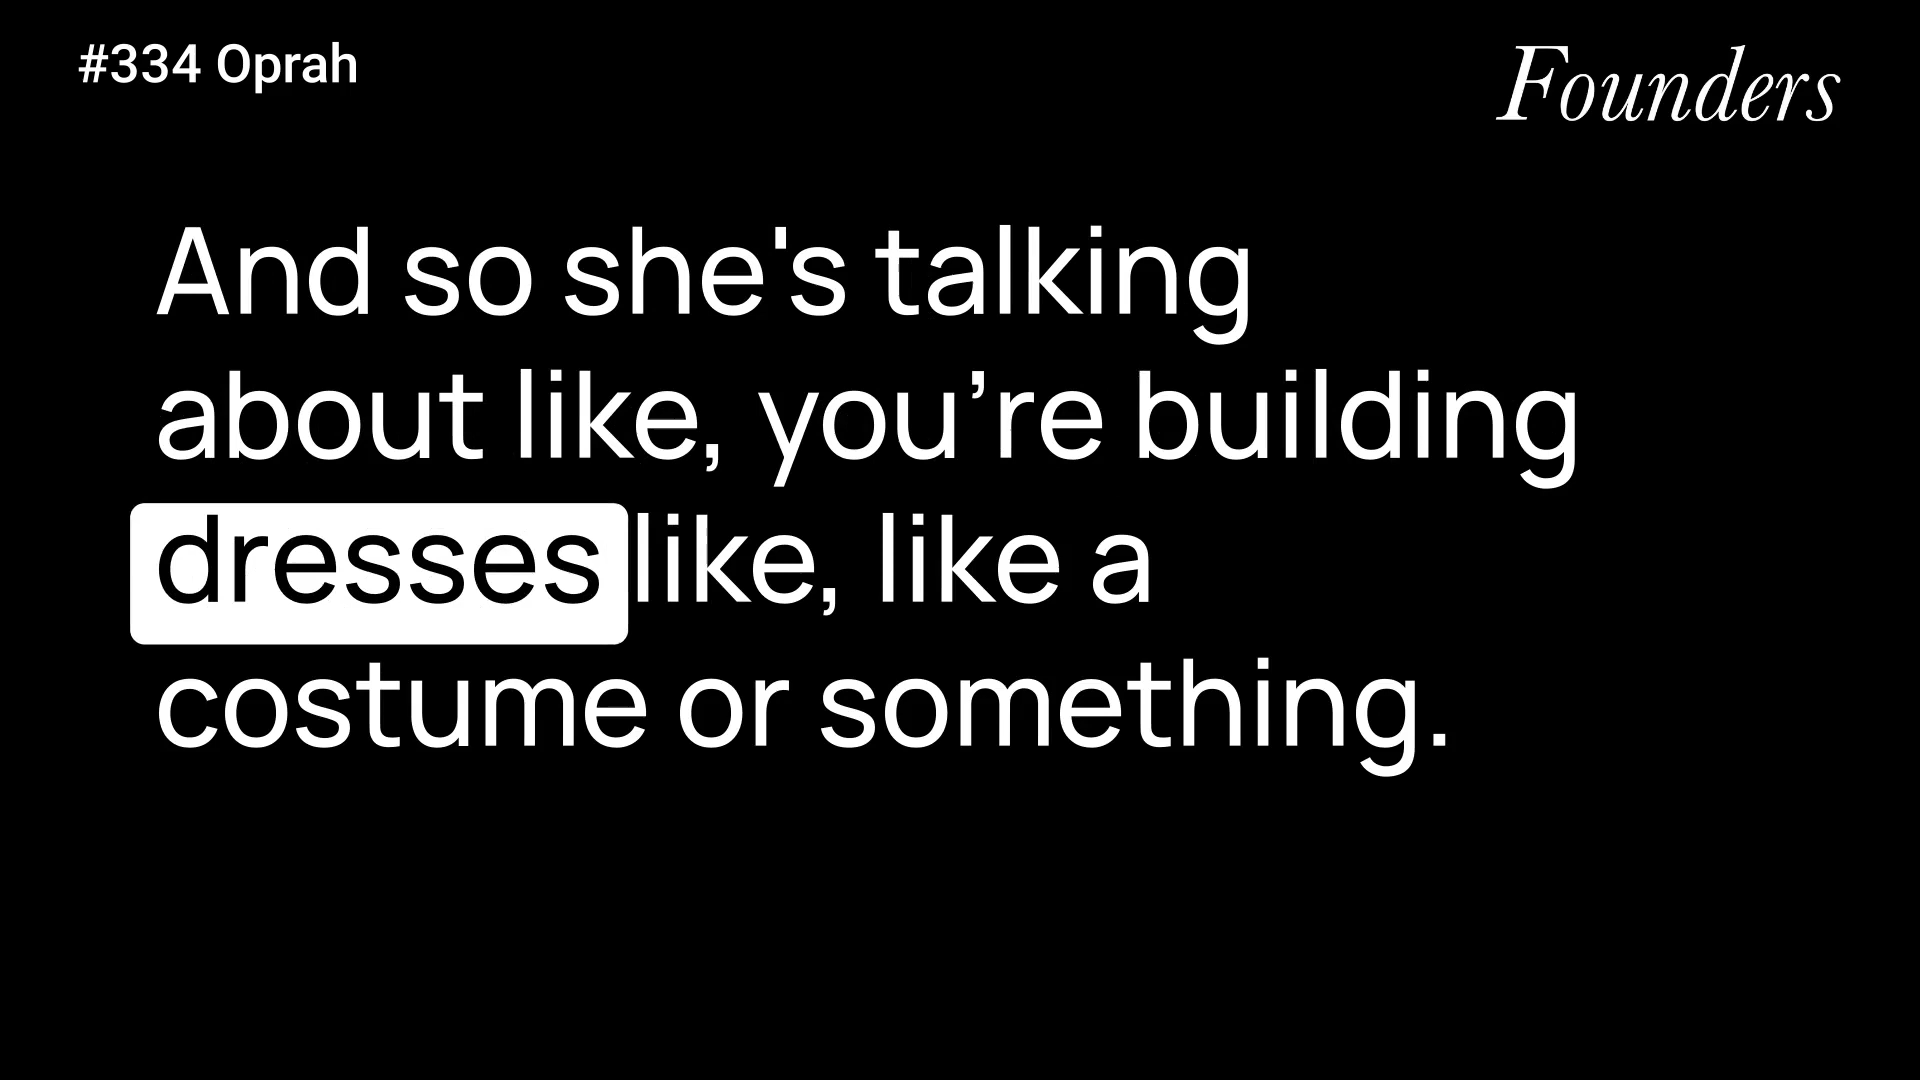 #334 Oprah
Founders
And so she's talking
about like, you’re building
dresses like, like a
costume or something.